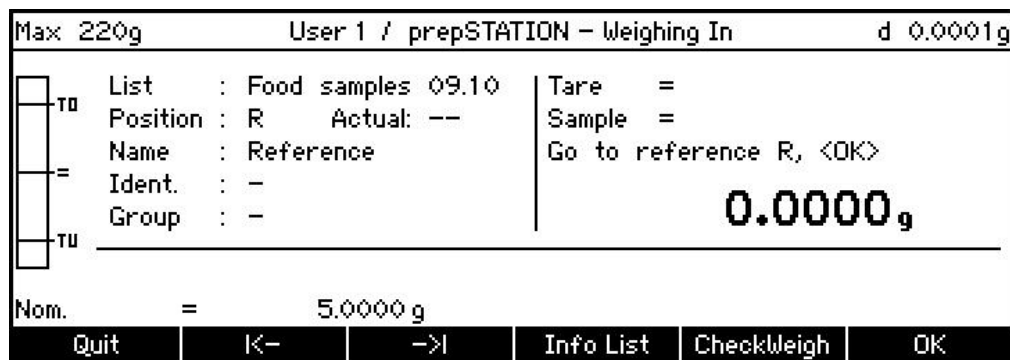 Max 220g User 1 / prepSTATION – Weighing In d 0.0001g
List : Food samples 09.10
Position : R Actual: --
Name : Reference
Ident. : -
Group : -
TO
=
TU
Tare =
Sample =
Go to reference R, <OK>
0.0000 g
Nom. = 5.0000 g
Quit |<- ->| Info List CheckWeigh OK